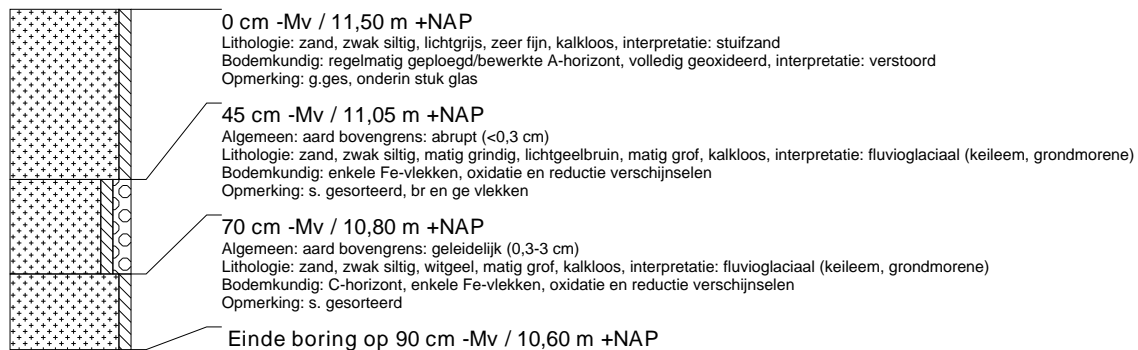 0 cm -Mv / 11,50 m +NAP
Lithologie: zand, zwak siltig, lichtgrijs, zeer fijn, kalkloos, interpretatie: stuifzand
Bodemkundig: regelmatig geploegd/bewerkte A-horizont, volledig geoxideerd, interpretatie: verstoord
Opmerking: g.ges, onderin stuk glas
45 cm -Mv / 11,05 m +NAP
Algemeen: aard bovengrens: abrupt (<0,3 cm)
Lithologie: zand, zwak siltig, matig grindig, lichtgeelbruin, matig grof, kalkloos, interpretatie: fluvioglaciaal (keileem, grondmorene)
Bodemkundig: enkele Fe-vlekken, oxidatie en reductie verschijnselen
Opmerking: s. gesorteerd, br en ge vlekken
70 cm -Mv / 10,80 m +NAP
Algemeen: aard bovengrens: geleidelijk (0,3-3 cm)
Lithologie: zand, zwak siltig, witgeel, matig grof, kalkloos, interpretatie: fluvioglaciaal (keileem, grondmorene)
Bodemkundig: C-horizont, enkele Fe-vlekken, oxidatie en reductie verschijnselen
Opmerking: s. gesorteerd
Einde boring op 90 cm -Mv / 10,60 m +NAP